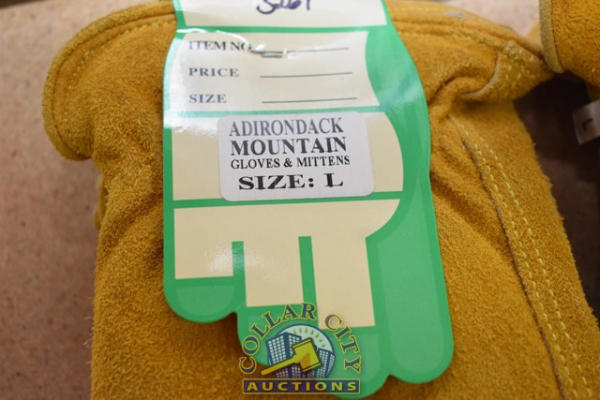 ITEM NO.
PRICE
SIZE
ADIRONDACK
MOUNTAIN
GLOVES & MITTENS
SIZE: L
COLLAR CITY
AUCTIONS